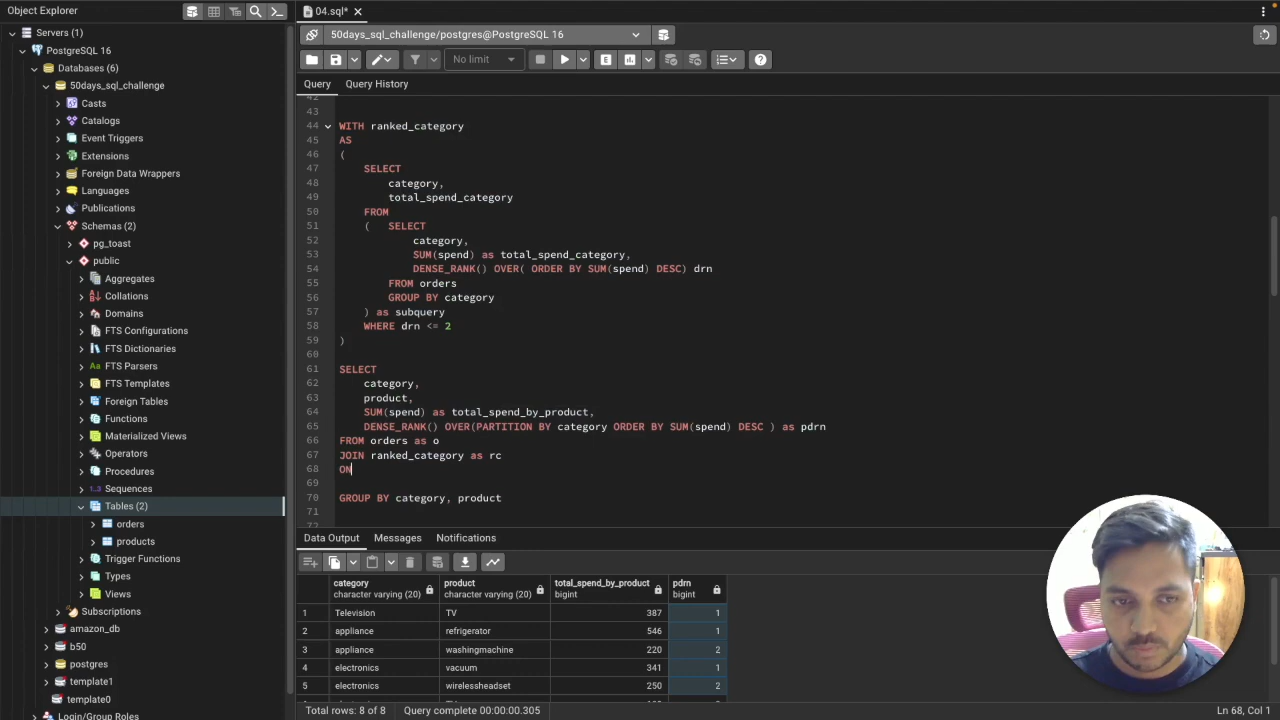 Object Explorer
04.sql*
Servers (1)
PostgreSQL 16
Databases (6)
50days_sql_challenge
Casts
Catalogs
Event Triggers
Extensions
Foreign Data Wrappers
Languages
Publications
Schemas (2)
pg_toast
public
Aggregates
Collations
Domains
FTS Configurations
FTS Dictionaries
FTS Parsers
FTS Templates
Foreign Tables
Functions
Materialized Views
Operators
Procedures
Sequences
Tables (2)
orders
products
Trigger Functions
Types
Views
Subscriptions
amazon_db
b50
postgres
template1
template0
Login/Group Roles
50days_sql_challenge/postgres@PostgreSQL 16
No limit
Query Query History
42
43
44 WITH ranked_category
45 AS
46 (
47 SELECT
48 category,
49 total_spend_category
50 FROM
51 ( SELECT
52 category,
53 SUM(spend) as total_spend_category,
54 DENSE_RANK() OVER( ORDER BY SUM(spend) DESC) drn
55 FROM orders
56 GROUP BY category
57 ) as subquery
58 WHERE drn <= 2
59 )
60
61 SELECT
62 category,
63 product,
64 SUM(spend) as total_spend_by_product,
65 DENSE_RANK() OVER(PARTITION BY category ORDER BY SUM(spend) DESC ) as pdrn
66 FROM orders as o
67 JOIN ranked_category as rc
68 ON
69
70 GROUP BY category, product
71
Data Output Messages Notifications
category product total_spend_by_product pdrn
character varying (20) character varying (20) bigint bigint
1 Television TV 387 1
2 appliance refrigerator 546 1
3 appliance washingmachine 220 2
4 electronics vacuum 341 1
5 electronics wirelessheadset 250 2
Total rows: 8 of 8 Query complete 00:00:00.305 Ln 68, Col 1